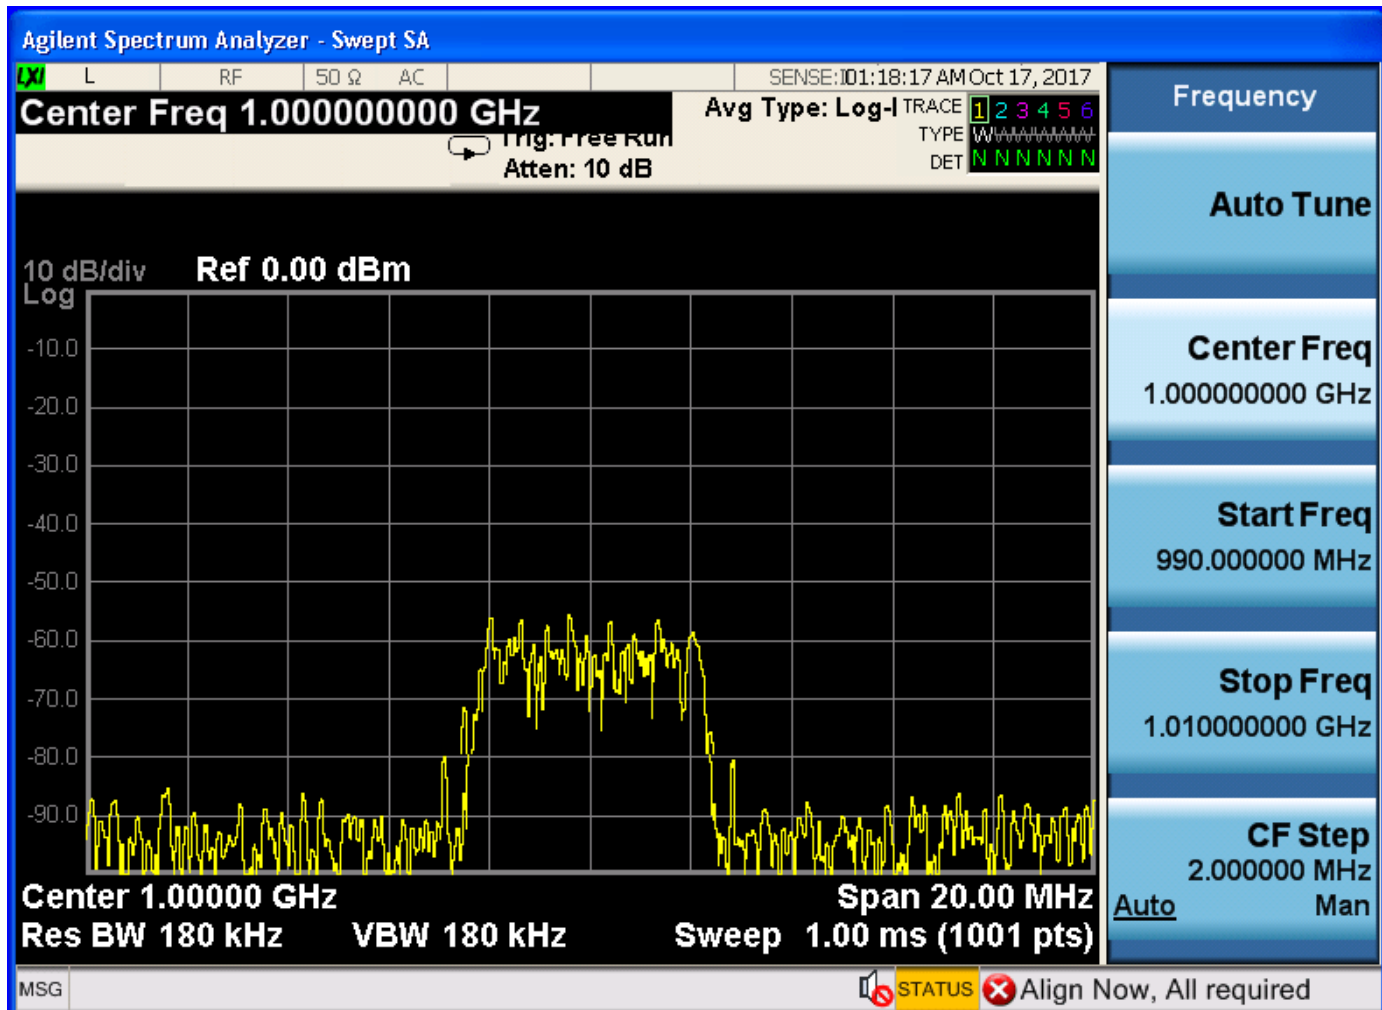 Agilent Spectrum Analyzer - Swept SA
LXI L RF 50 Ω AC SENSE:I 01:18:17 AM Oct 17, 2017
Center Freq 1.000000000 GHz
Avg Type: Log-
TRACE 1 2 3 4 5 6
Trig: Free Run
TYPE WWWWWW
Atten: 10 dB
DET N N N N N N
10 dB/div Ref 0.00 dBm
Log
-10.0
-20.0
-30.0
-40.0
-50.0
-60.0
-70.0
-80.0
-90.0
Center 1.00000 GHz Span 20.00 MHz
Res BW 180 kHz VBW 180 kHz Sweep 1.00 ms (1001 pts)
Frequency
Auto Tune
Center Freq
1.000000000 GHz
Start Freq
990.000000 MHz
Stop Freq
1.010000000 GHz
CF Step
2.000000 MHz
Auto Man
MSG STATUS Align Now, All required